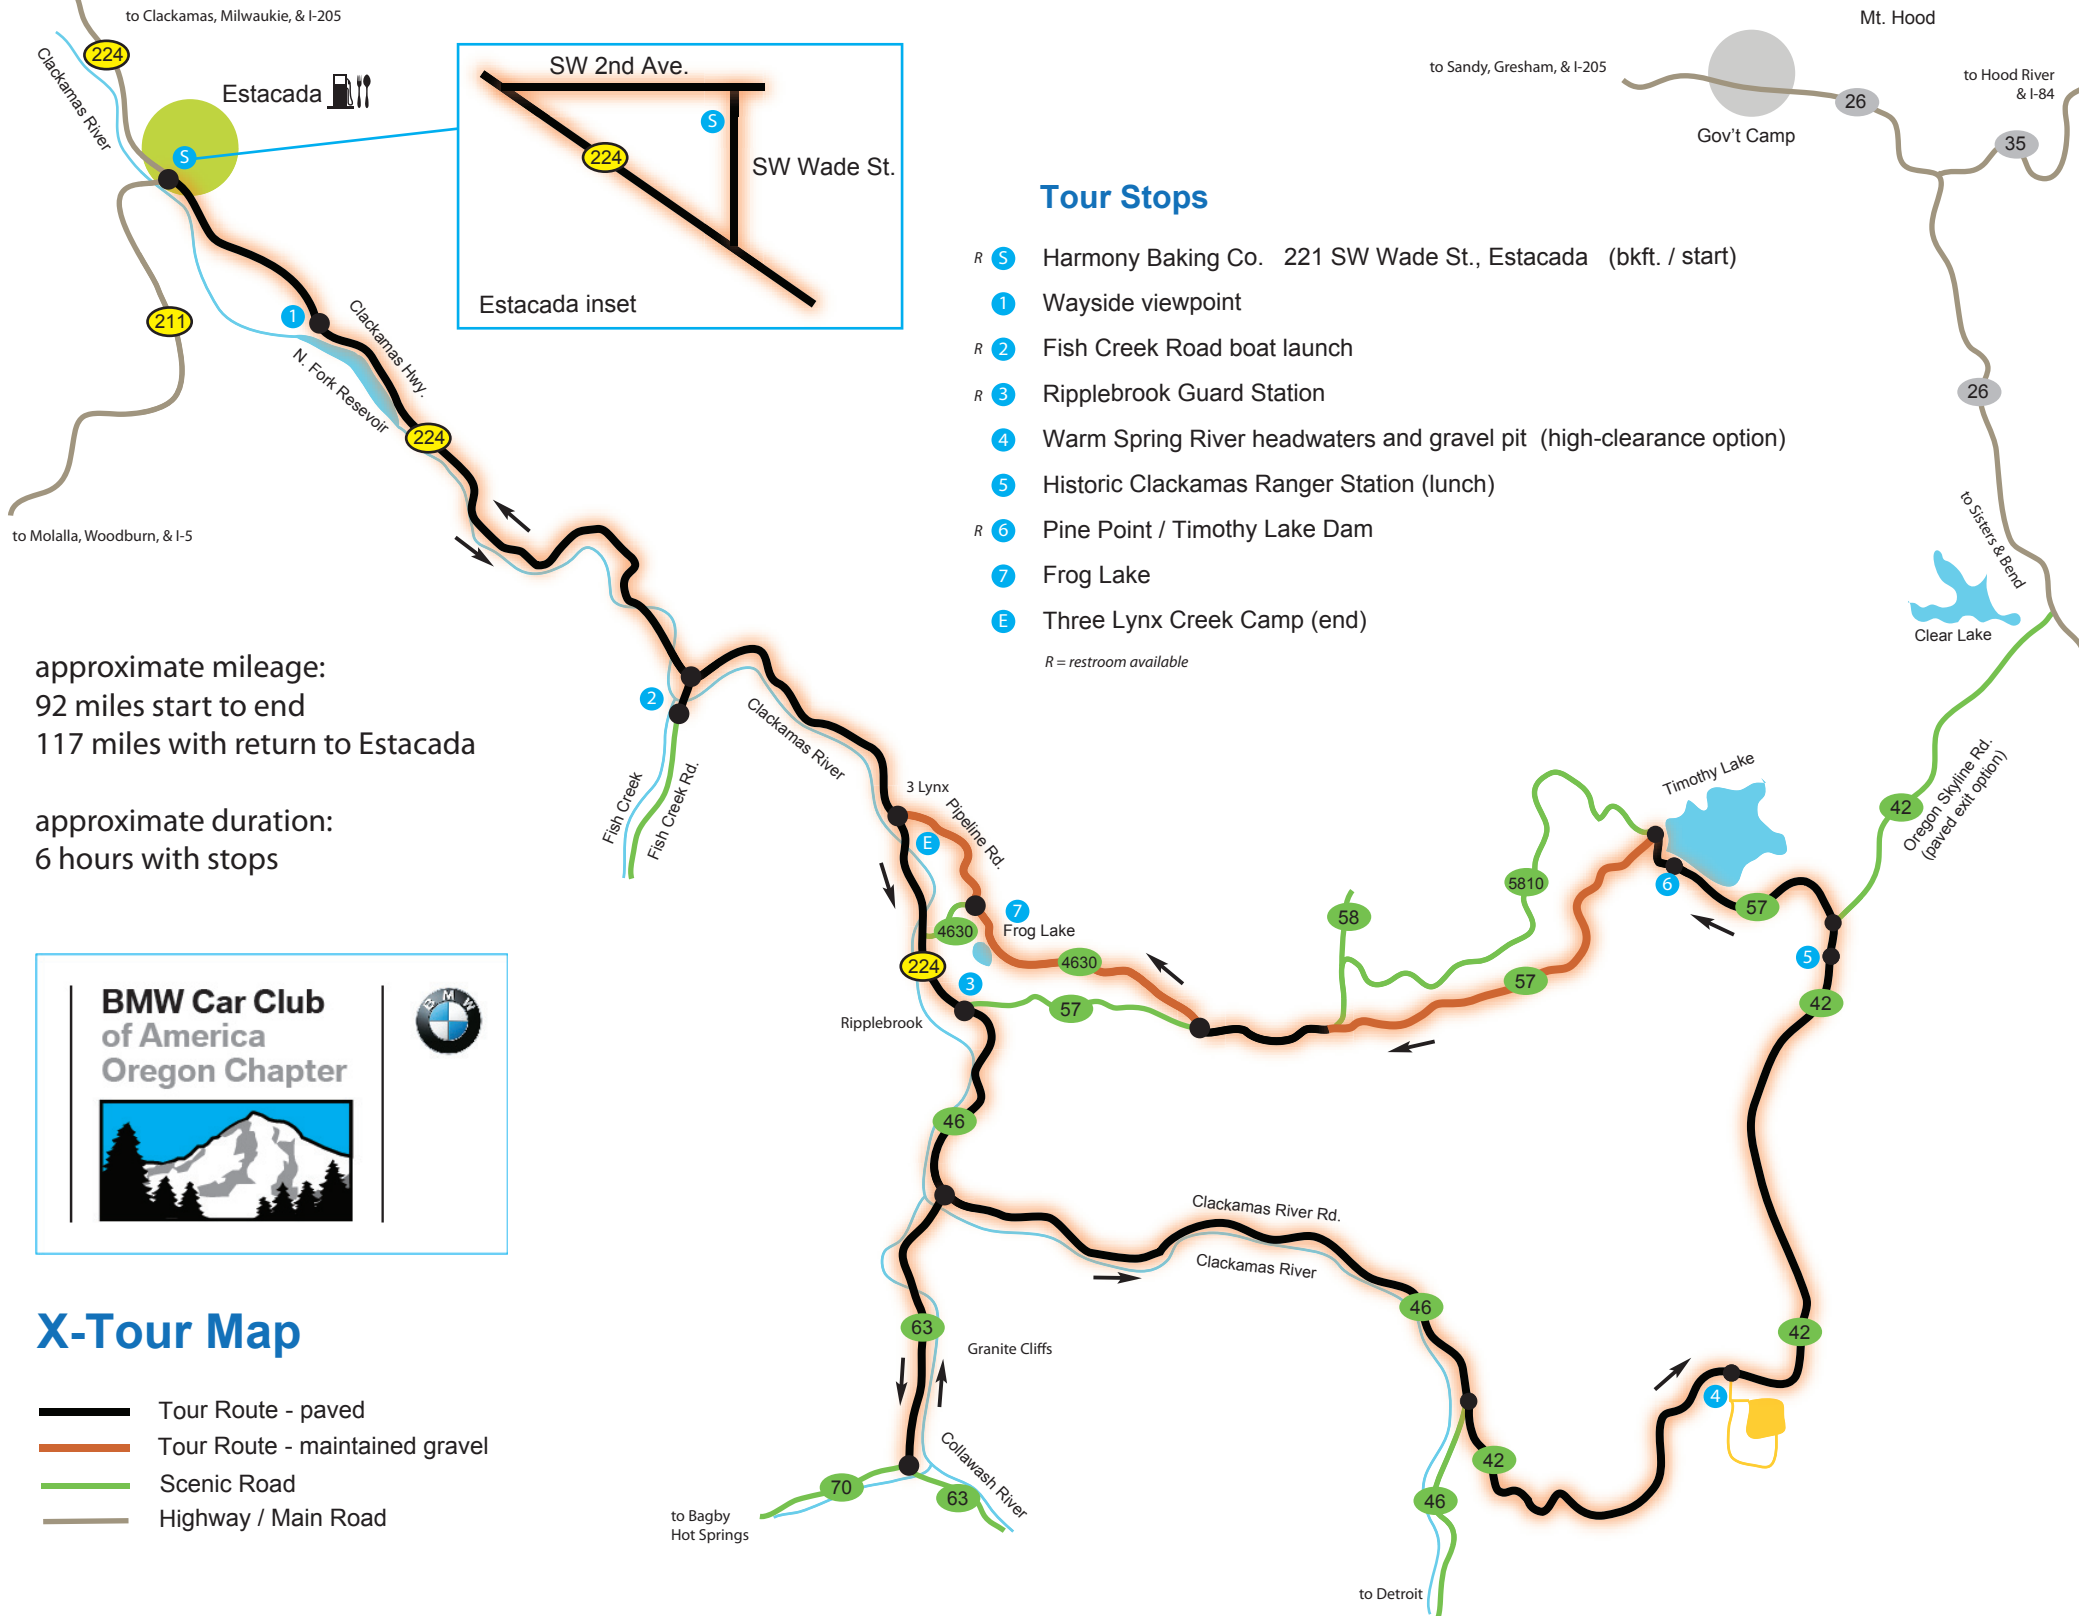 to Clackamas, Milwaukie, & I-205
224
Clackamas River
Estacada
S
SW 2nd Ave.
S
224
SW Wade St.
Estacada inset
Mt. Hood
to Sandy, Gresham, & I-205
to Hood River
& I-84
26
35
Gov't Camp
26
to Sisters & Bend
Clear Lake
211
1
Clackamas Hwy.
N. Fork Resevoir
224
to Molalla, Woodburn, & I-5
Tour Stops
R S Harmony Baking Co. 221 SW Wade St., Estacada (bkft. / start)
1 Wayside viewpoint
R 2 Fish Creek Road boat launch
R 3 Ripplebrook Guard Station
4 Warm Spring River headwaters and gravel pit (high-clearance option)
5 Historic Clackamas Ranger Station (lunch)
R 6 Pine Point / Timothy Lake Dam
7 Frog Lake
E Three Lynx Creek Camp (end)
R = restroom available
approximate mileage:
92 miles start to end
117 miles with return to Estacada
approximate duration:
6 hours with stops
2
Clackamas River
Fish Creek
Fish Creek Rd.
3 Lynx
Pipeline Rd.
E
7
Frog Lake
4630
4630
224
3
57
Ripplebrook
58
5810
57
Timothy Lake
6
57
42
Oregon Skyline Rd.
(paved exit option)
5
42
BMW Car Club
of America
Oregon Chapter
BMW
46
Clackamas River Rd.
Clackamas River
46
63
Granite Cliffs
42
4
42
46
Collawash River
70
63
to Bagby
Hot Springs
to Detroit
X-Tour Map
Tour Route - paved
Tour Route - maintained gravel
Scenic Road
Highway / Main Road